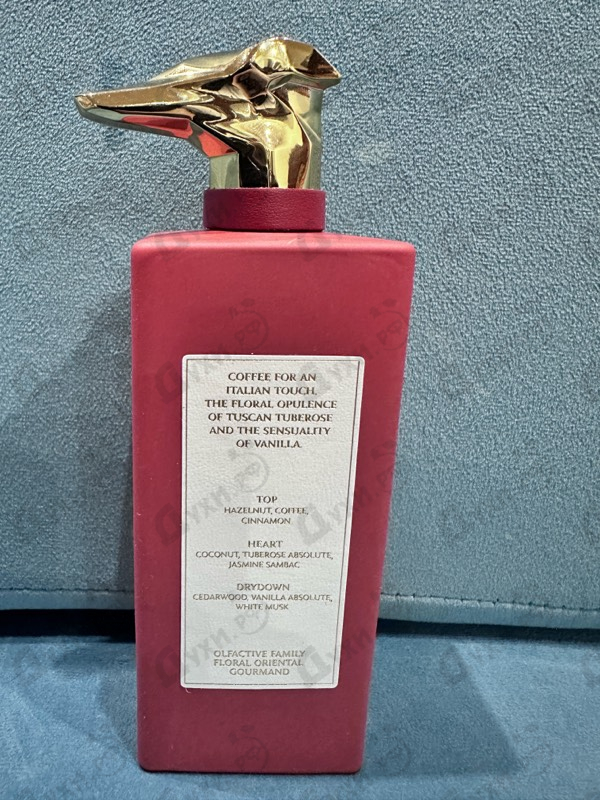 COFFEE FOR AN
ITALIAN TOUCH,
THE FLORAL OPULENCE
OF TUSCAN TUBEROSE
AND THE SENSUALITY
OF VANILLA.
TOP
HAZELNUT, COFFEE,
CINNAMON
HEART
COCONUT, TUBEROSE ABSOLUTE,
JASMINE SAMBAC
DRYDOWN
CEDARWOOD, VANILLA ABSOLUTE,
WHITE MUSK
OLFACTIVE FAMILY
FLORAL ORIENTAL
GOURMAND